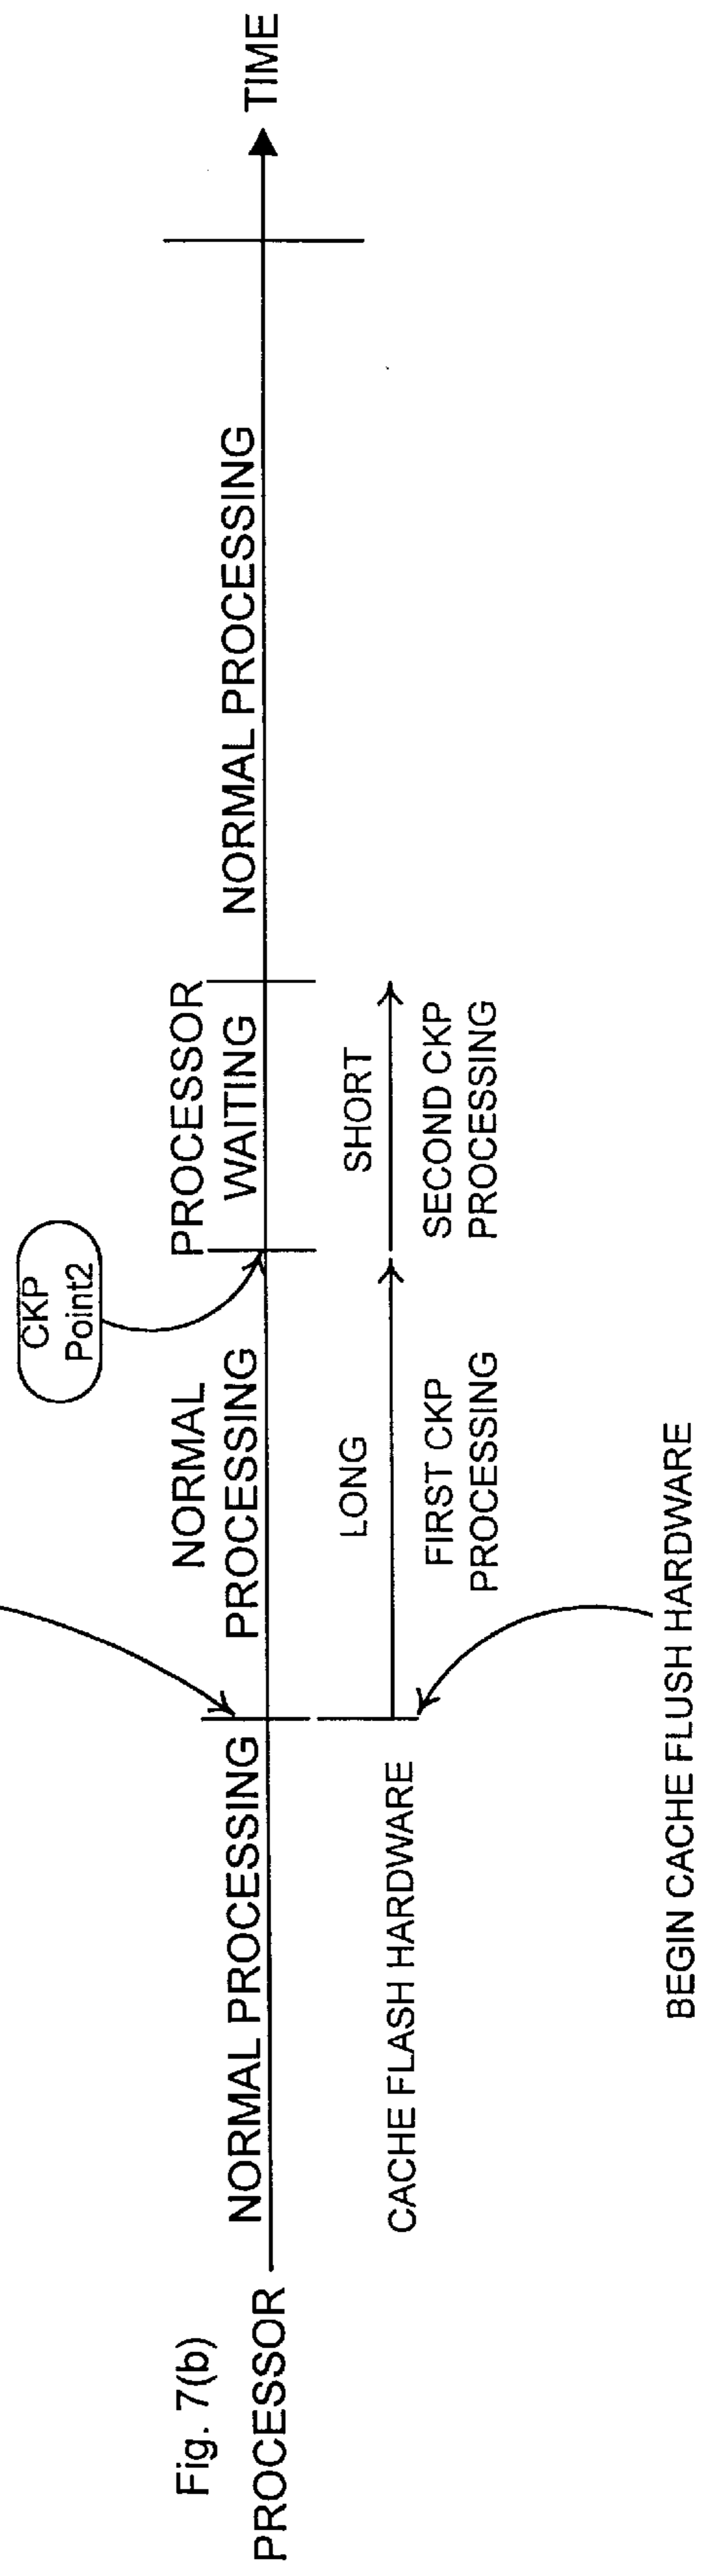 Fig. 7(b)
CKP
Point2
PROCESSOR
NORMAL PROCESSING
NORMAL
PROCESSING
PROCESSOR
WAITING
NORMAL PROCESSING
TIME
CACHE FLASH HARDWARE
LONG
FIRST CKP
PROCESSING
SHORT
SECOND CKP
PROCESSING
BEGIN CACHE FLUSH HARDWARE